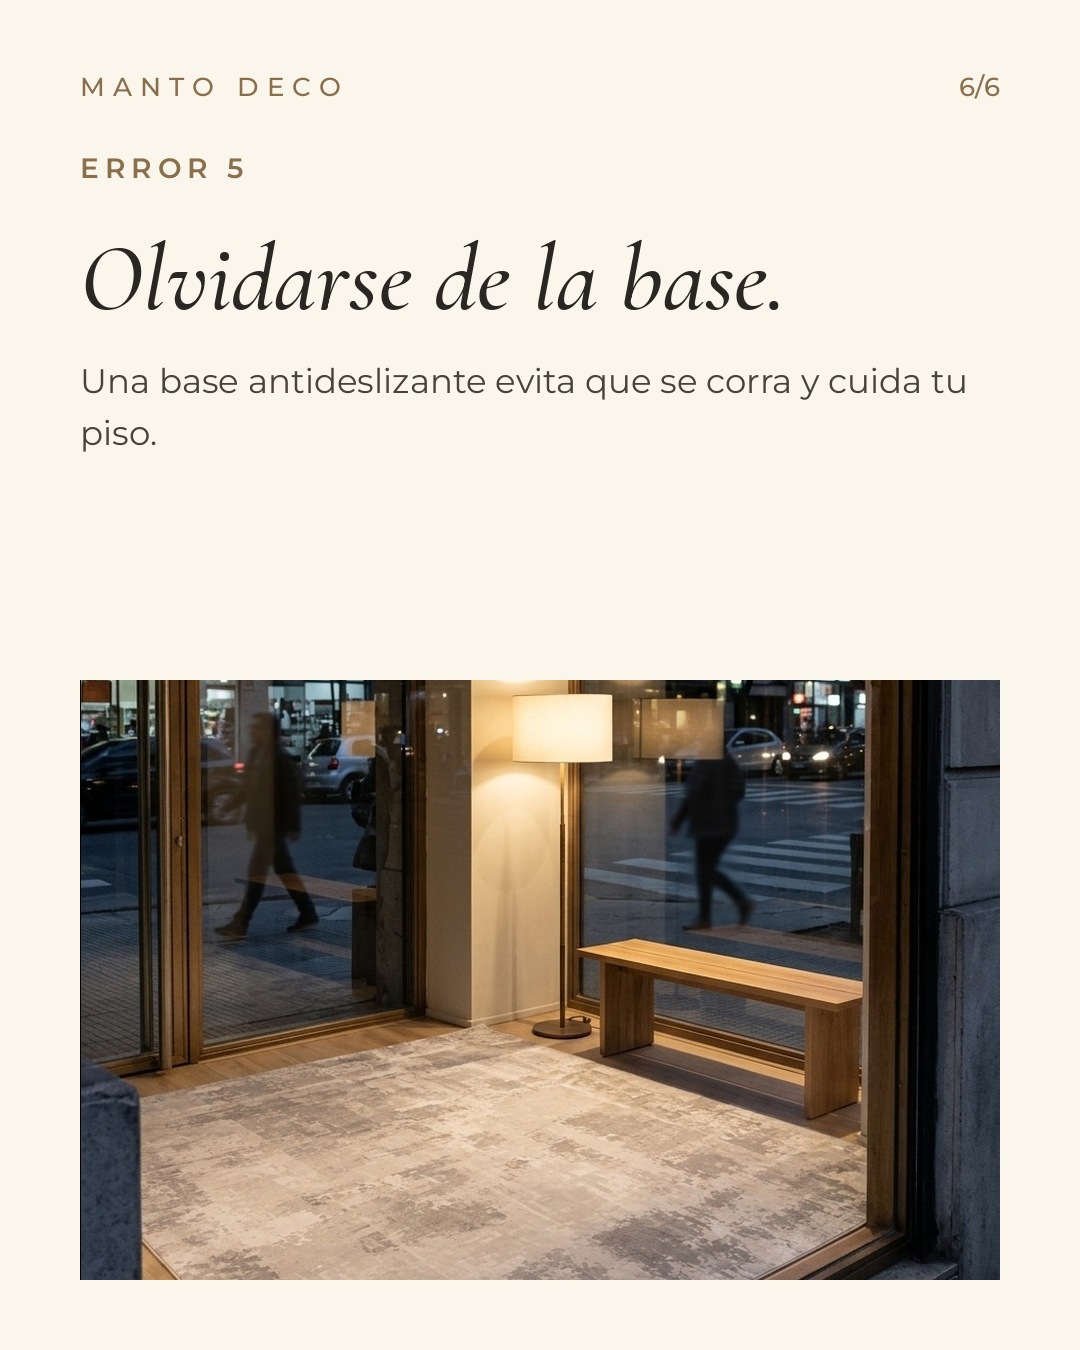 MANTO DECO
6/6
ERROR 5
Olvidarse de la base.
Una base antideslizante evita que se corra y cuida tu
piso.